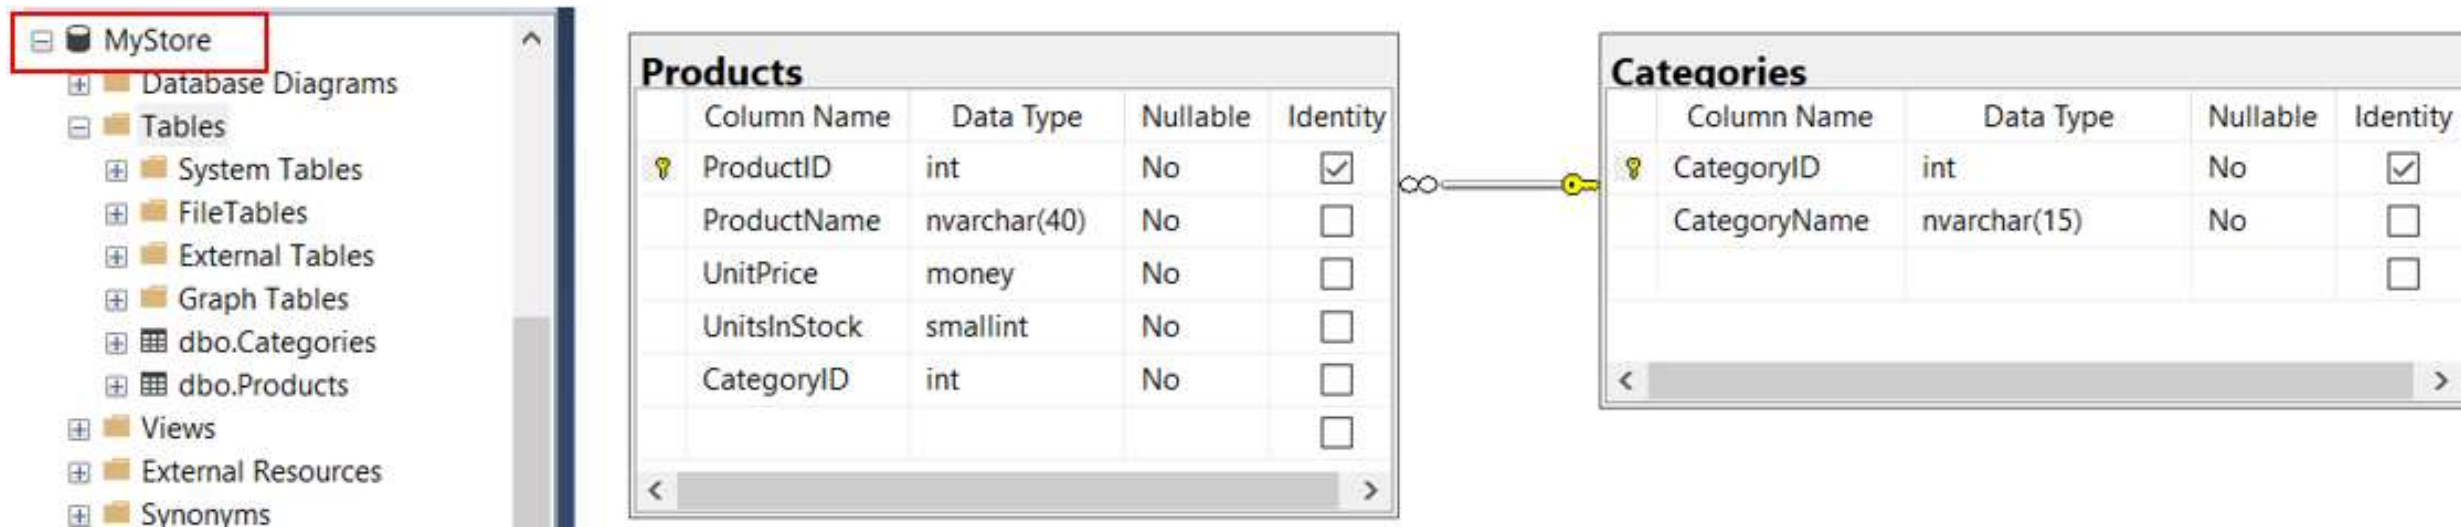 MyStore
Database Diagrams
Tables
System Tables
FileTables
External Tables
Graph Tables
dbo.Categories
dbo.Products
Views
External Resources
Synonyms
Products
Column Name Data Type Nullable Identity
ProductID int No
ProductName nvarchar(40) No
UnitPrice money No
UnitsInStock smallint No
CategoryID int No
Categories
Column Name Data Type Nullable Identity
CategoryID int No
CategoryName nvarchar(15) No